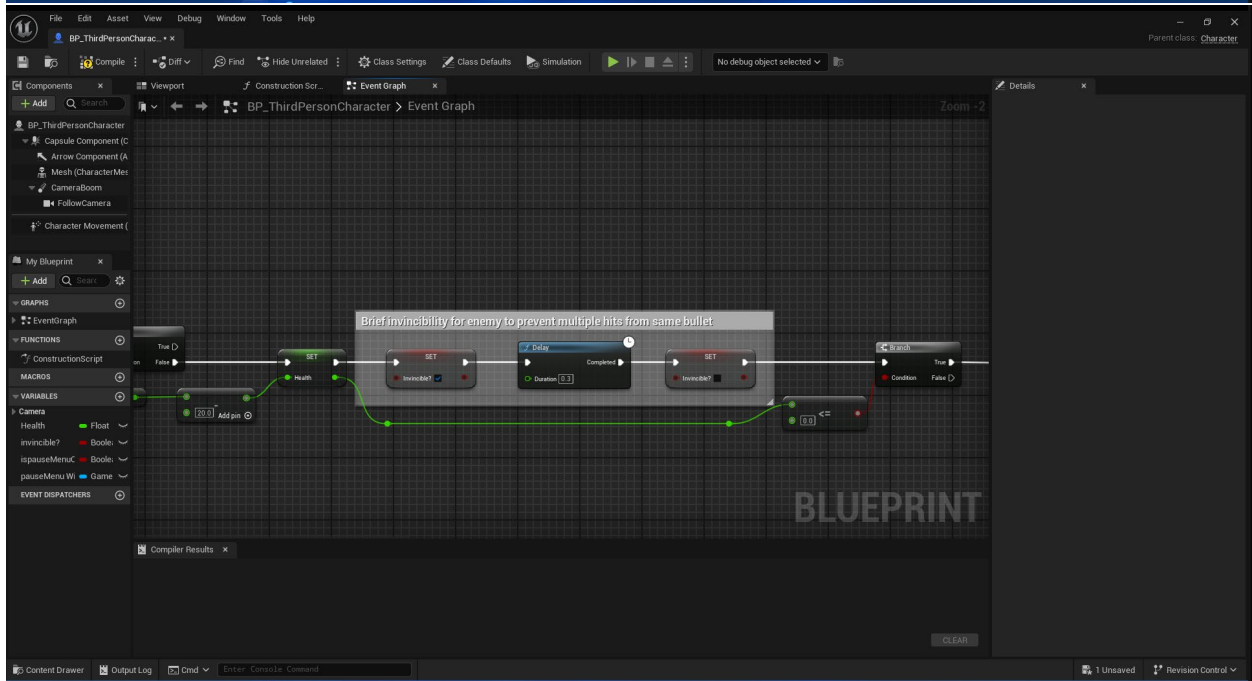 File Edit Asset View Debug Window Tools Help
BP_ThirdPersonCharac...
Parent class: Character
Compile Diff Find Hide Unrelated Class Settings Class Defaults Simulation No debug object selected
Components Viewport Construction Scr... Event Graph Details
+ Add Search BP_ThirdPersonCharacter > Event Graph Zoom -2
BP_ThirdPersonCharacter
Capsule Component (C
Arrow Component (A
Mesh (CharacterMes
CameraBoom
FollowCamera
Character Movement (
My Blueprint
+ Add Sear
GRAPHS
EventGraph
FUNCTIONS
ConstructionScript
MACROS
VARIABLES
Camera
Health Float
invincible? Boole
ispauseMenuC Boole
pauseMenu Wi Game
EVENT DISPATCHERS
True
on False
20.0 Add pin
SET
Health
Brief invincibility for enemy to prevent multiple hits from same bullet
SET
Invincible?
Delay
Completed
Duration 0.3
SET
Invincible?
0.0 <=
Branch
True
Condition False
BLUEPRINT
Compiler Results
CLEAR
Content Drawer Output Log Cmd Enter Console Command 1 Unsaved Revision Control